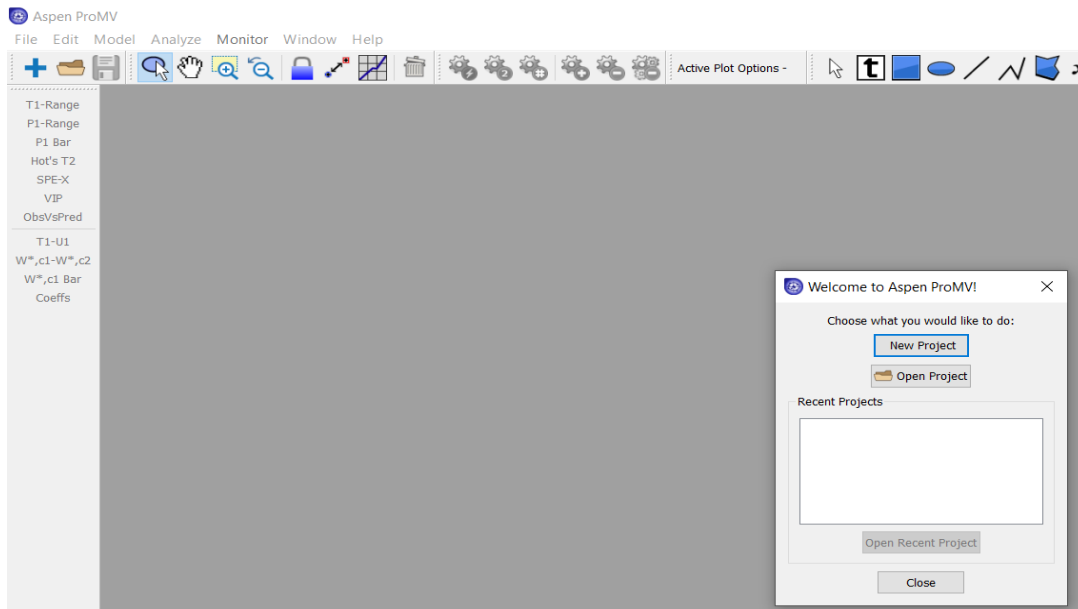 Aspen ProMV
File Edit Model Analyze Monitor Window Help
Active Plot Options -
t
T1-Range
P1-Range
P1 Bar
Hot's T2
SPE-X
VIP
ObsVsPred
T1-U1
W*,c1-W*,c2
W*,c1 Bar
Coeffs
Welcome to Aspen ProMV!
Choose what you would like to do:
New Project
Open Project
Recent Projects
Open Recent Project
Close